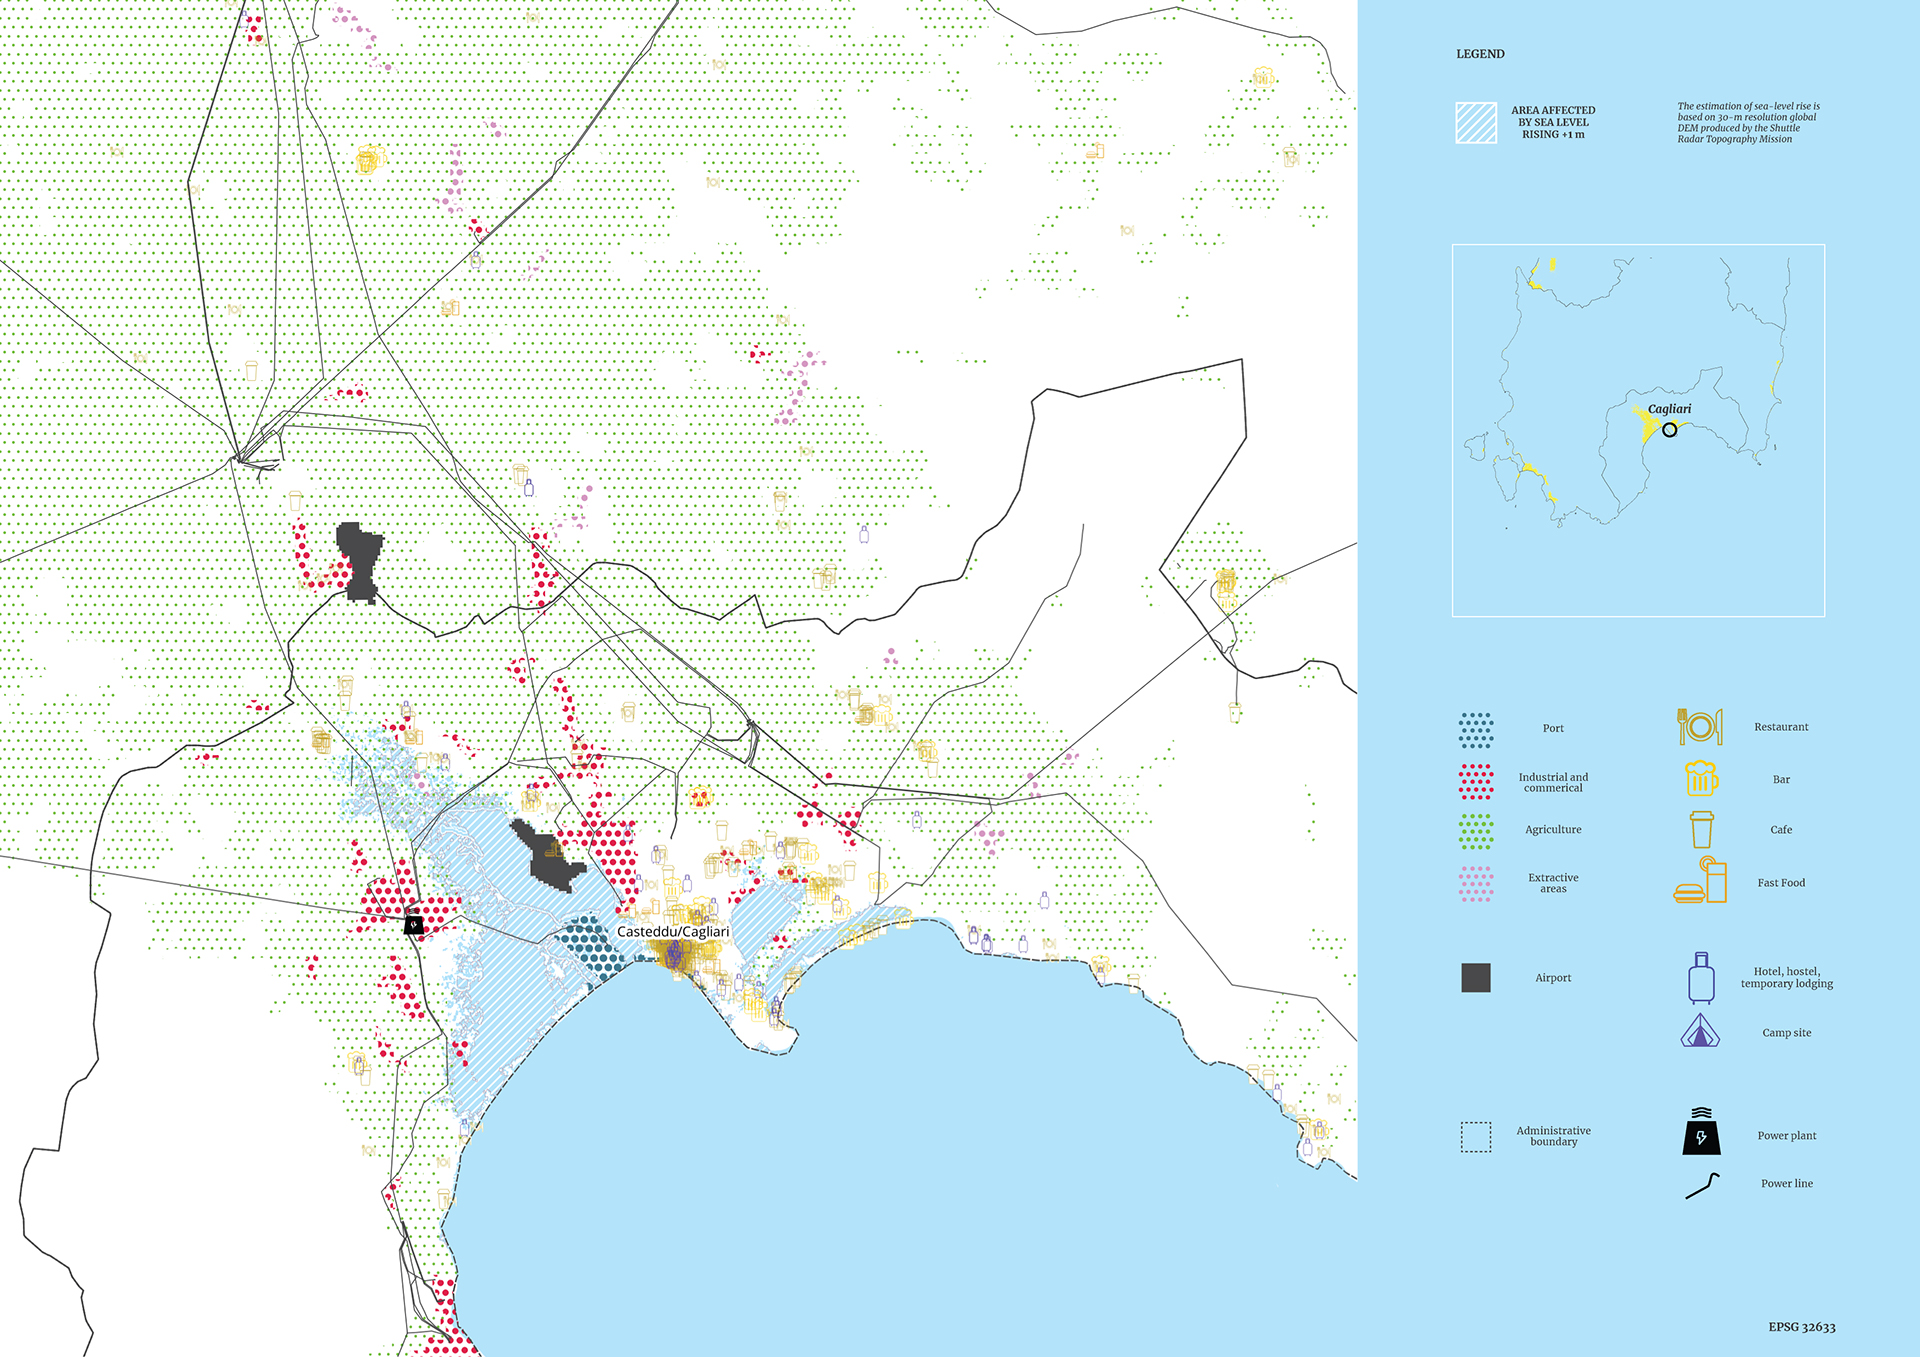 LEGEND
AREA AFFECTED
BY SEA LEVEL
RISING +1 m
The estimation of sea-level rise is
based on 30-m resolution global
DEM produced by the Shuttle
Radar Topography Mission
Cagliari
Casteddu/Cagliari
Port
Restaurant
Industrial and
commerical
Bar
Agriculture
Cafe
Extractive
areas
Fast Food
Airport
Hotel, hostel,
temporary lodging
Camp site
Administrative
boundary
Power plant
Power line
EPSG 32633